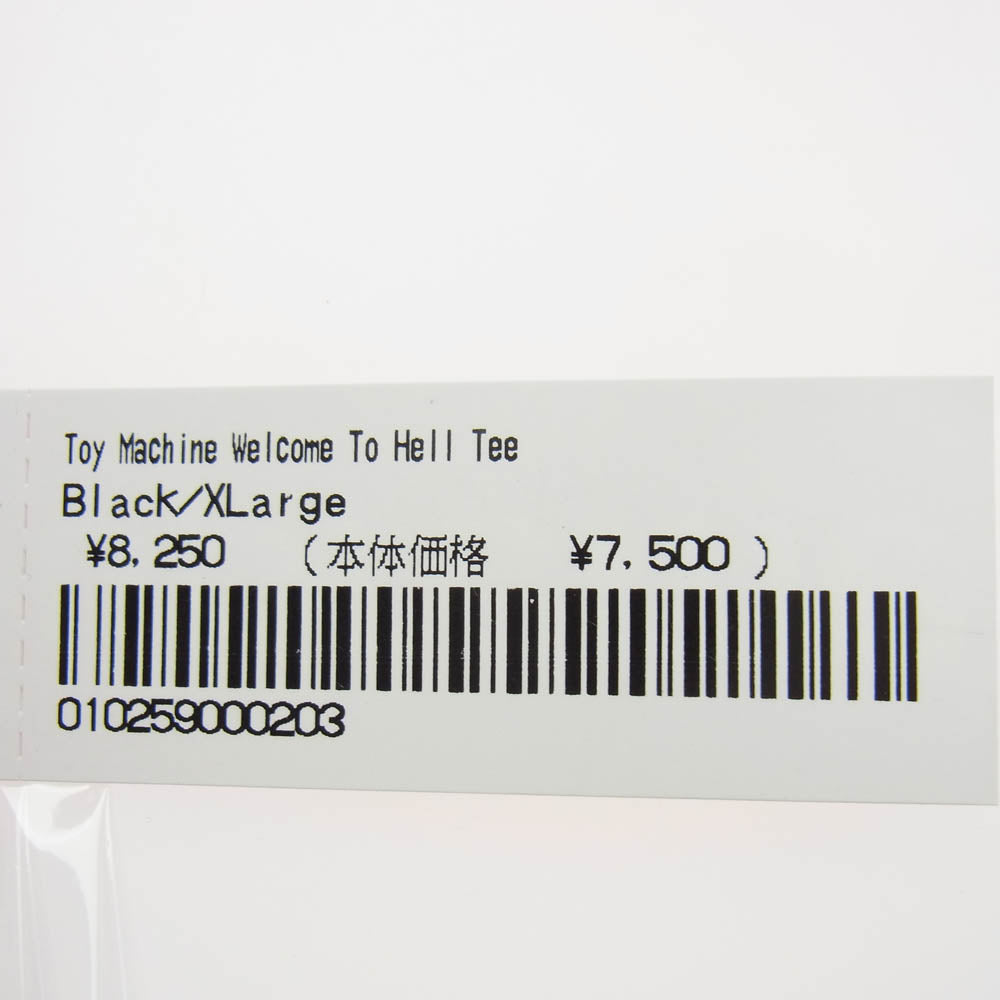 Toy Machine Welcome To Hell Tee
Black/XLarge
¥8,250 (本体価格 ¥7,500)
010259000203